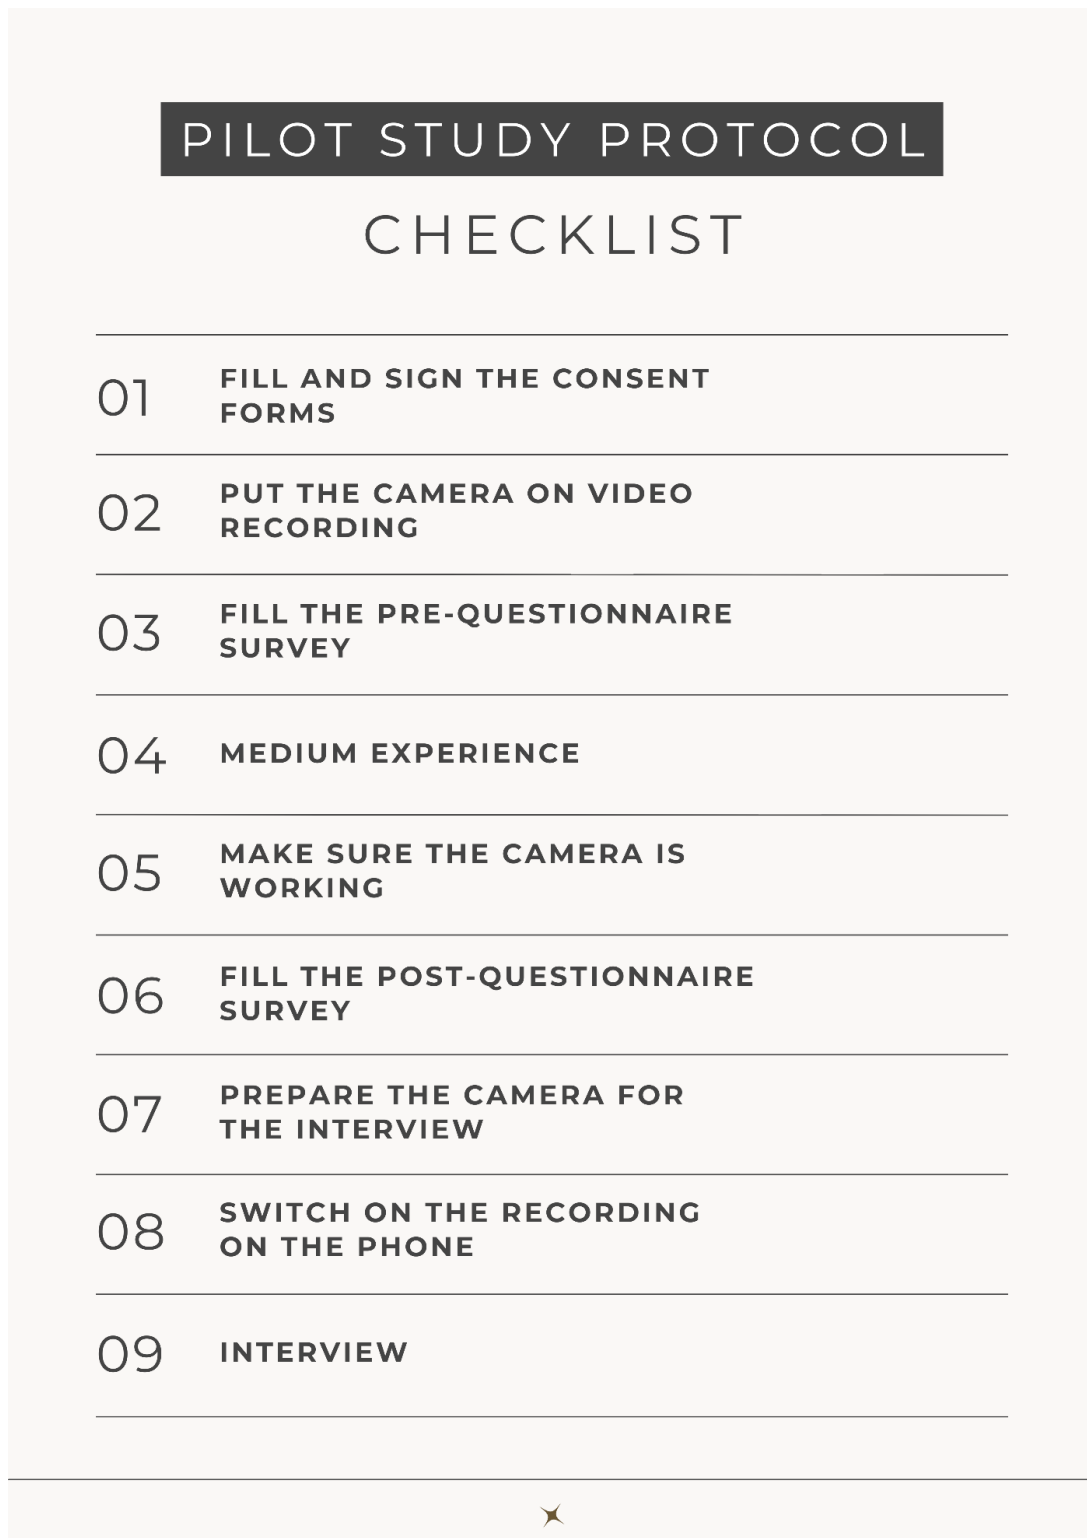 PILOT STUDY PROTOCOL
CHECKLIST
01
FILL AND SIGN THE CONSENT
FORMS
02
PUT THE CAMERA ON VIDEO
RECORDING
03
FILL THE PRE-QUESTIONNAIRE
SURVEY
04
MEDIUM EXPERIENCE
05
MAKE SURE THE CAMERA IS
WORKING
06
FILL THE POST-QUESTIONNAIRE
SURVEY
07
PREPARE THE CAMERA FOR
THE INTERVIEW
08
SWITCH ON THE RECORDING
ON THE PHONE
09
INTERVIEW